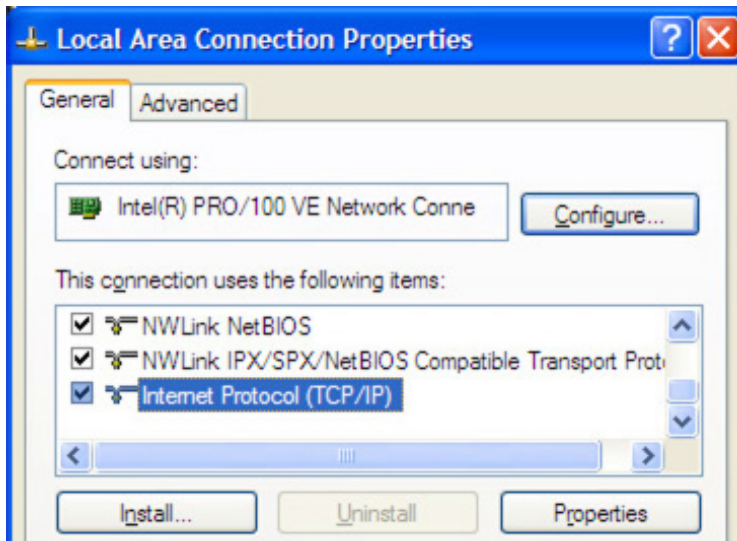 Local Area Connection Properties
General Advanced
Connect using:
Intel(R) PRO/100 VE Network Conne
Configure...
This connection uses the following items:
NWLink NetBIOS
NWLink IPX/SPX/NetBIOS Compatible Transport Prot
Internet Protocol (TCP/IP)
Install... Uninstall Properties